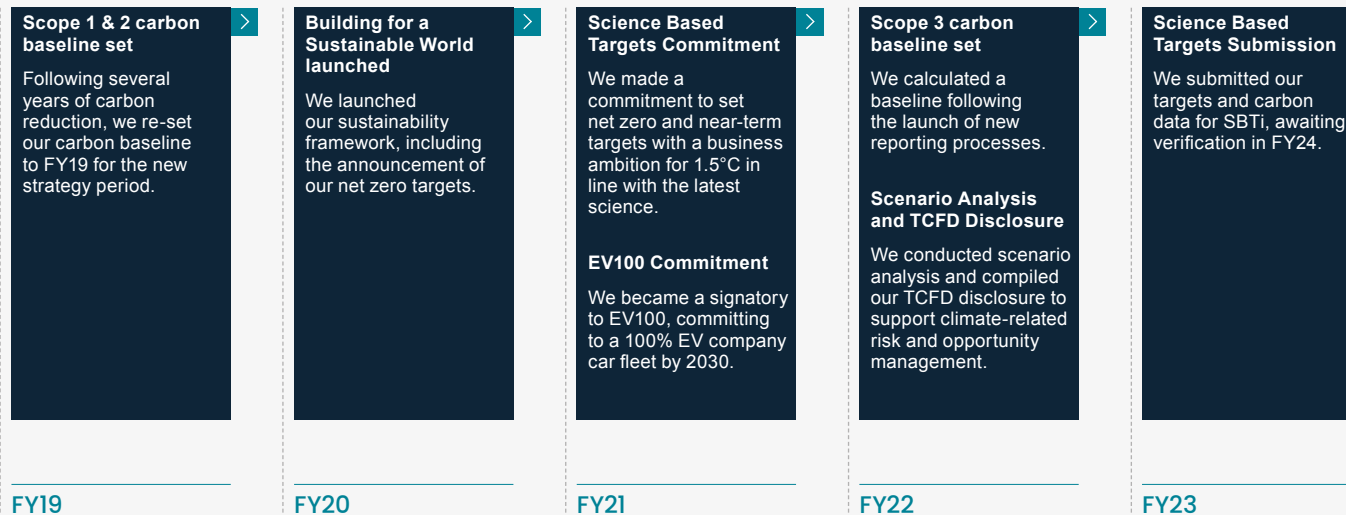 Scope 1 & 2 carbon
baseline set
Following several
years of carbon
reduction, we re-set
our carbon baseline
to FY19 for the new
strategy period.
FY19
Building for a
Sustainable World
launched
We launched
our sustainability
framework, including
the announcement of
our net zero targets.
FY20
Science Based
Targets Commitment
We made a
commitment to set
net zero and near-term
targets with a business
ambition for 1.5°C in
line with the latest
science.
EV100 Commitment
We became a signatory
to EV100, committing
to a 100% EV company
car fleet by 2030.
FY21
Scope 3 carbon
baseline set
We calculated a
baseline following
the launch of new
reporting processes.
Scenario Analysis
and TCFD Disclosure
We conducted scenario
analysis and compiled
our TCFD disclosure to
support climate-related
risk and opportunity
management.
FY22
Science Based
Targets Submission
We submitted our
targets and carbon
data for SBTi, awaiting
verification in FY24.
FY23